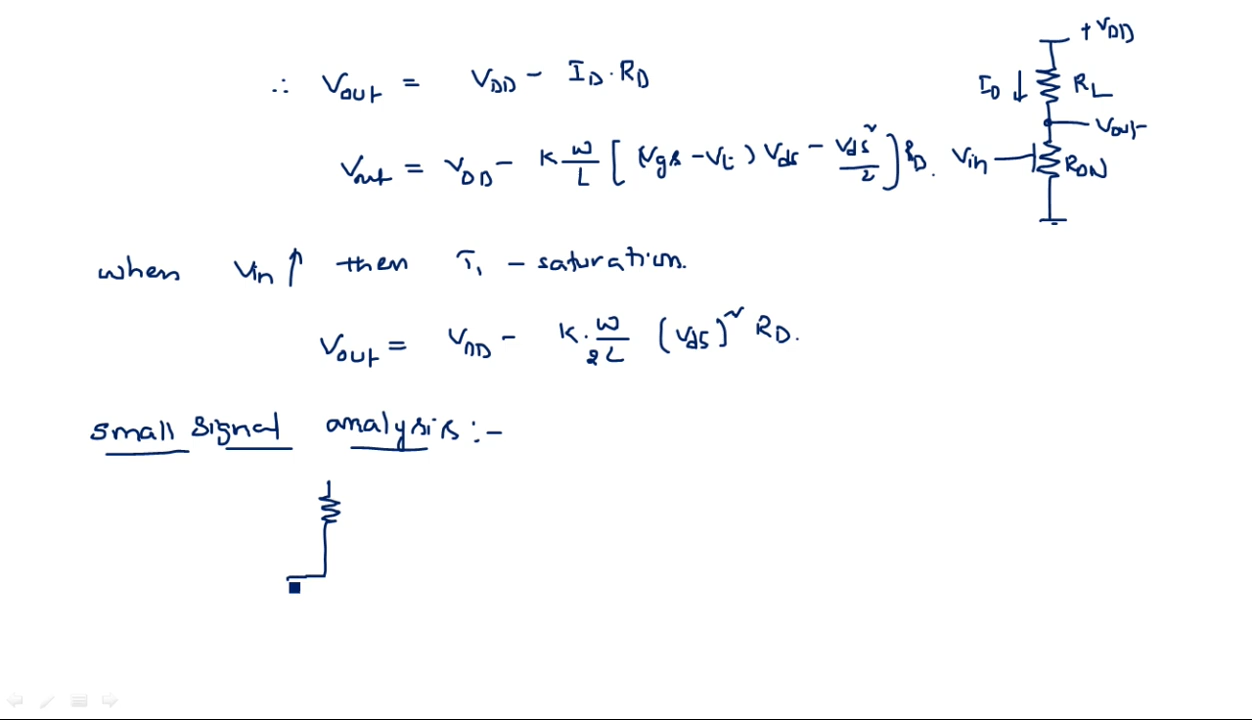 ∴ Vout = VDD - ID · RD
Vout = VDD - K W/L [(Vgs - Vt) Vds - Vds²/2] RD.
+VDD
ID ↓ RL
Vout
Vin RON
when Vin ↑ then T1 - saturation.
Vout = VDD - K · W/2L (Vds)² RD.
small signal analysis :-